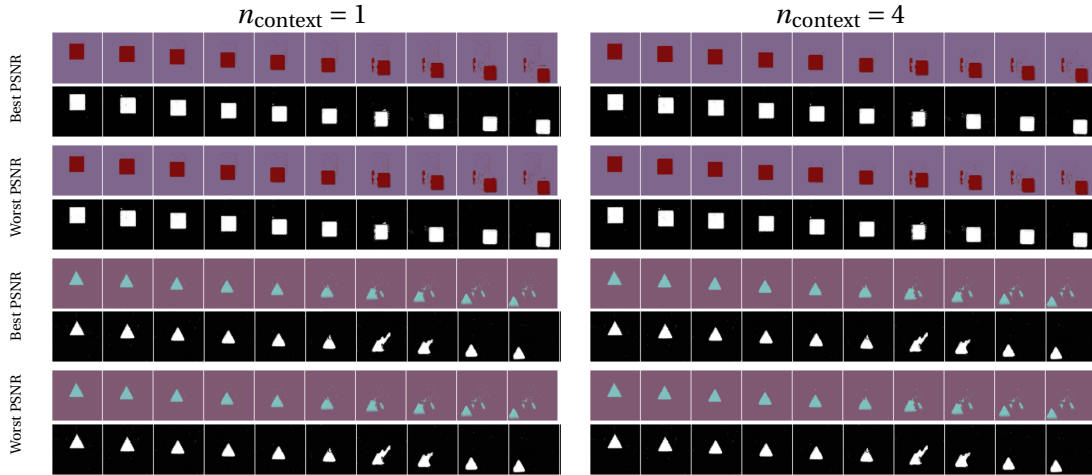 n_context = 1
n_context = 4
Best PSNR
Worst PSNR
Best PSNR
Worst PSNR